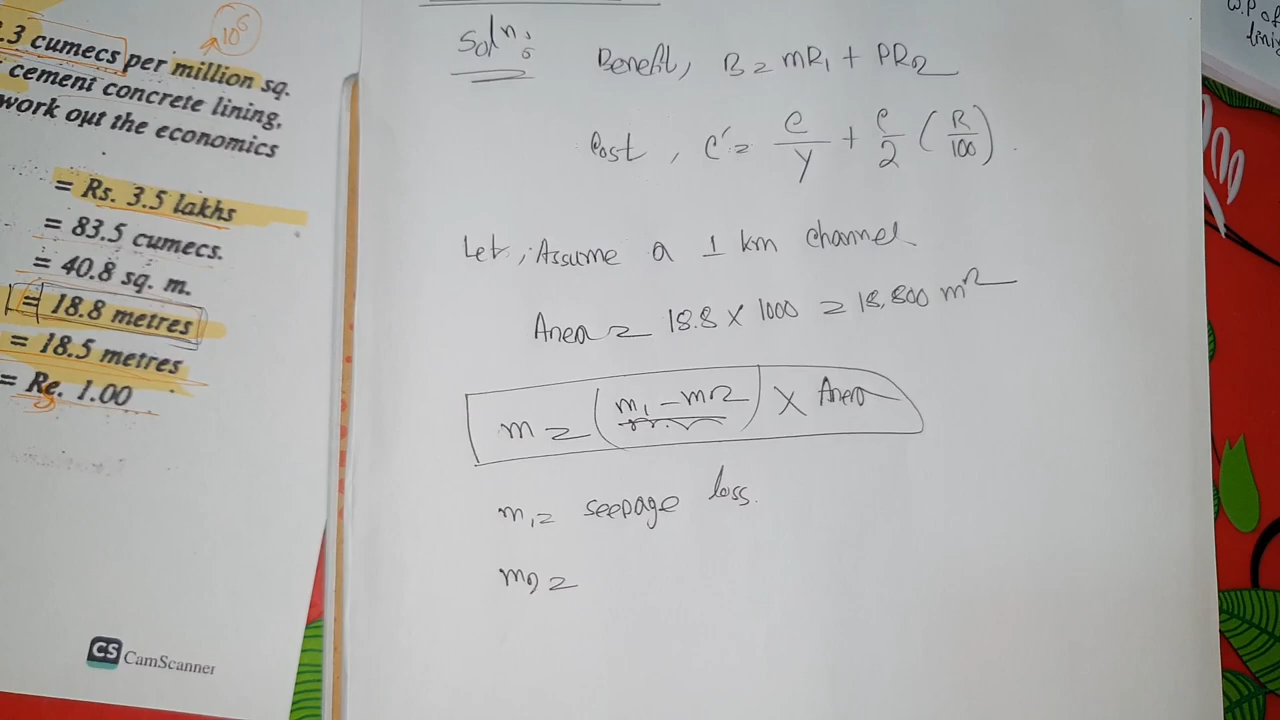 .3 cumecs per million sq.
10⁶
cement concrete lining,
work out the economics
= Rs. 3.5 lakhs
= 83.5 cumecs.
= 40.8 sq. m.
= 18.8 metres
= 18.5 metres
= Re. 1.00
CS CamScanner
Solⁿ:
Benefit, B = mR₁ + PR₂
Cost, C' = C/Y + C/2 (R/100).
Let, Assume a 1 km channel
Area = 18.8 × 1000 = 18,800 m²
m = (m₁ - m₂) × Area
m₁ = seepage loss.
m₂ =
W.P of